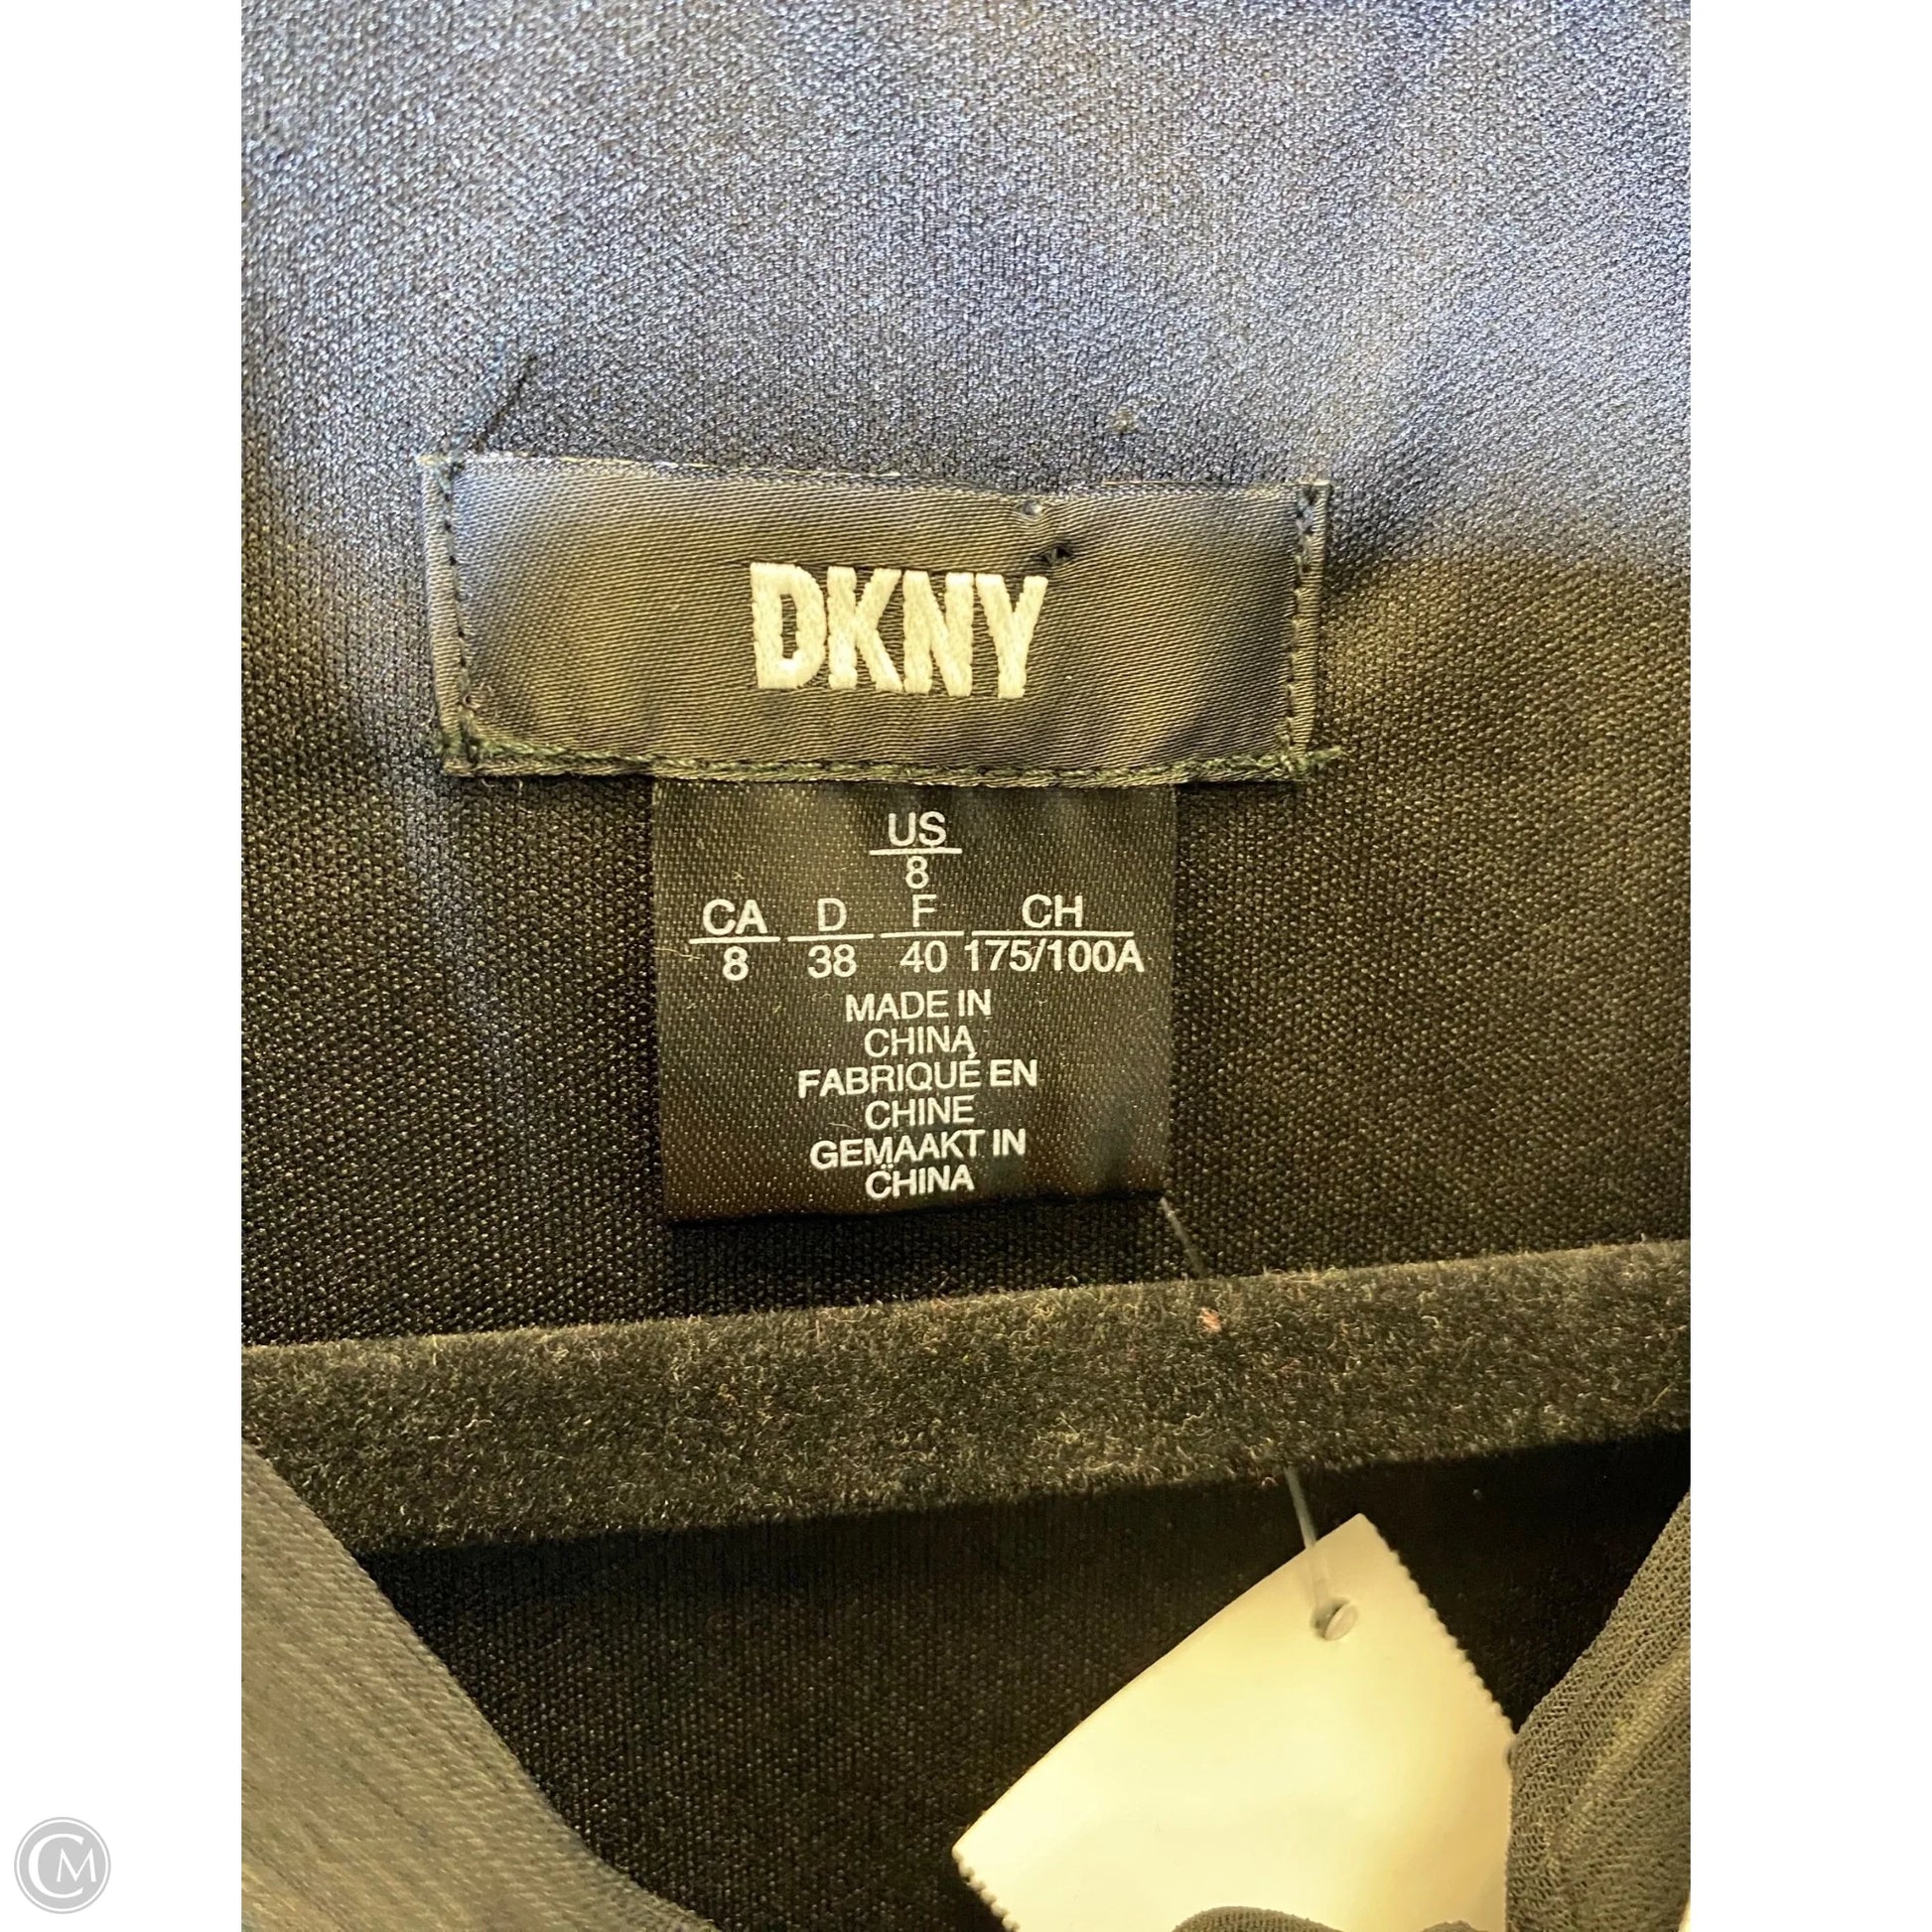 DKNY
US
8
CA D F CH
8 38 40 175/100A
MADE IN
CHINA
FABRIQUÉ EN
CHINE
GEMAAKT IN
CHINA
CM